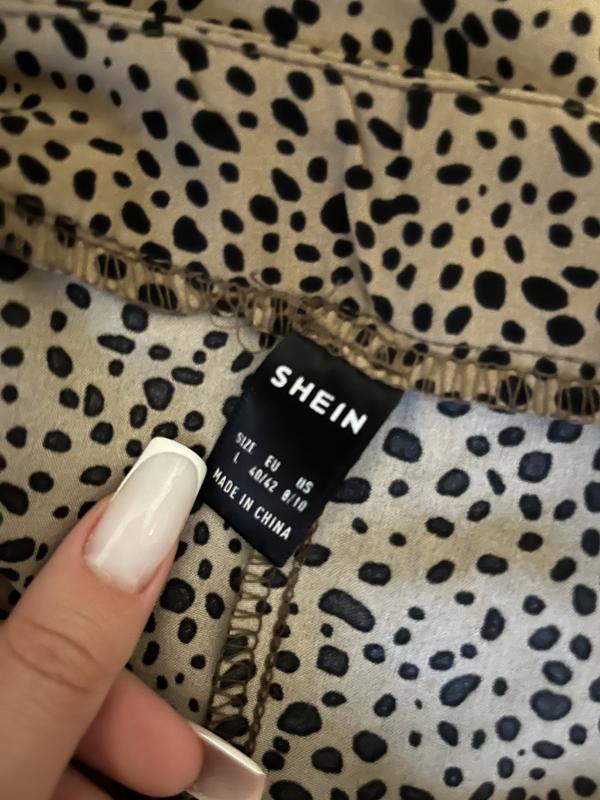 SHEIN
SIZE EU US
L 40/42 8/10
MADE IN CHINA